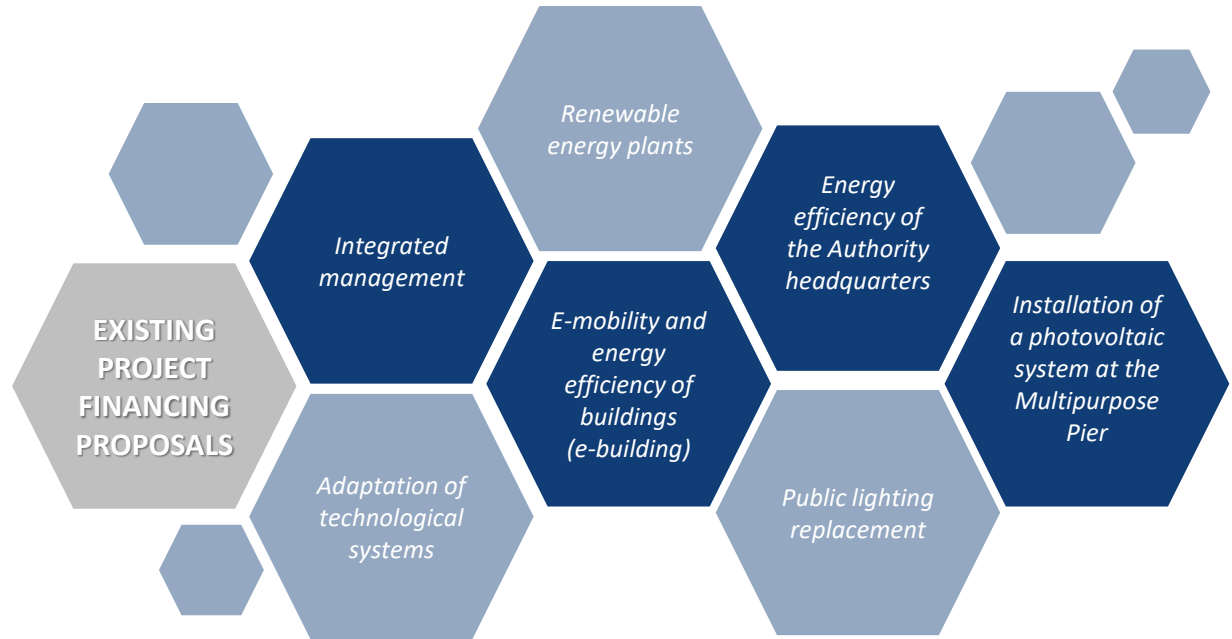 EXISTING
PROJECT
FINANCING
PROPOSALS
Integrated
management
Adaptation of
technological
systems
Renewable
energy plants
E-mobility and
energy
efficiency of
buildings
(e-building)
Energy
efficiency of
the Authority
headquarters
Public lighting
replacement
Installation of
a photovoltaic
system at the
Multipurpose
Pier